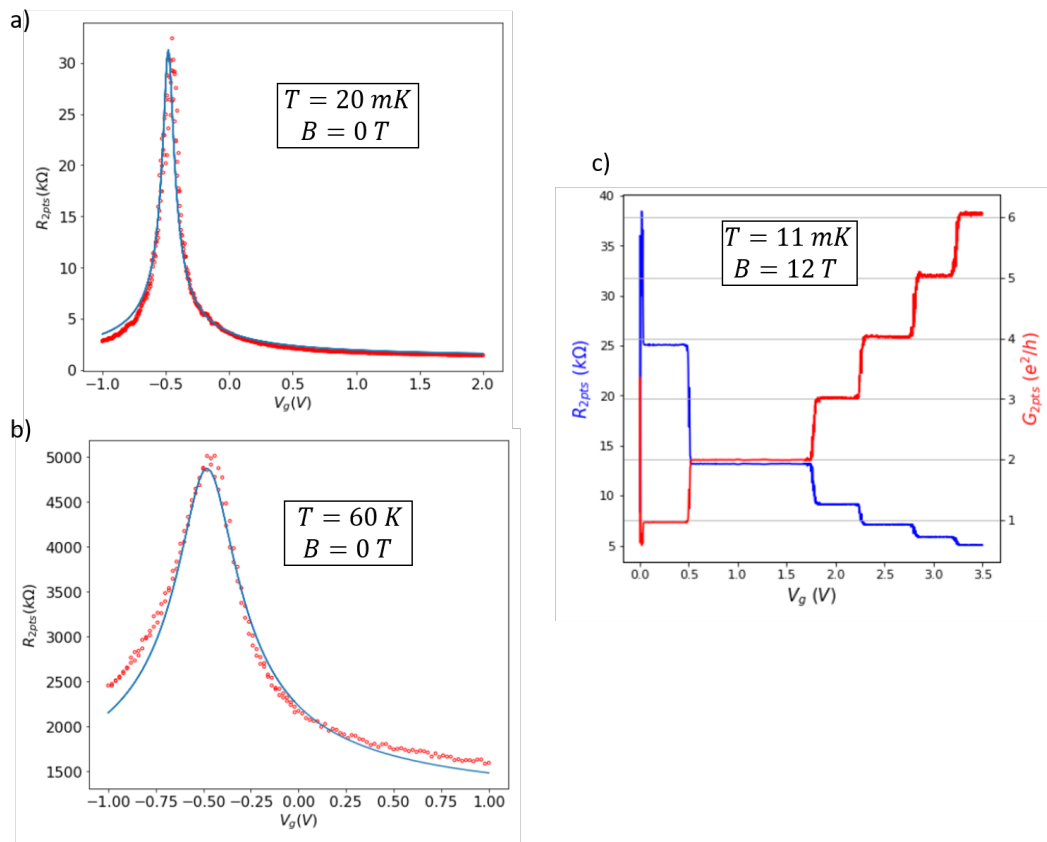 a)
30
25
20
15
10
5
0
R2pts(kΩ)
T = 20 mK
B = 0 T
−1.0 −0.5 0.0 0.5 1.0 1.5 2.0
Vg(V)
b)
5000
4500
4000
3500
3000
2500
2000
1500
R2pts(kΩ)
T = 60 K
B = 0 T
−1.00 −0.75 −0.50 −0.25 0.00 0.25 0.50 0.75 1.00
Vg(V)
c)
40
35
30
25
20
15
10
5
R2pts (kΩ)
T = 11 mK
B = 12 T
6
5
4
3
2
1
G2pts (e²/h)
0.0 0.5 1.0 1.5 2.0 2.5 3.0 3.5
Vg (V)